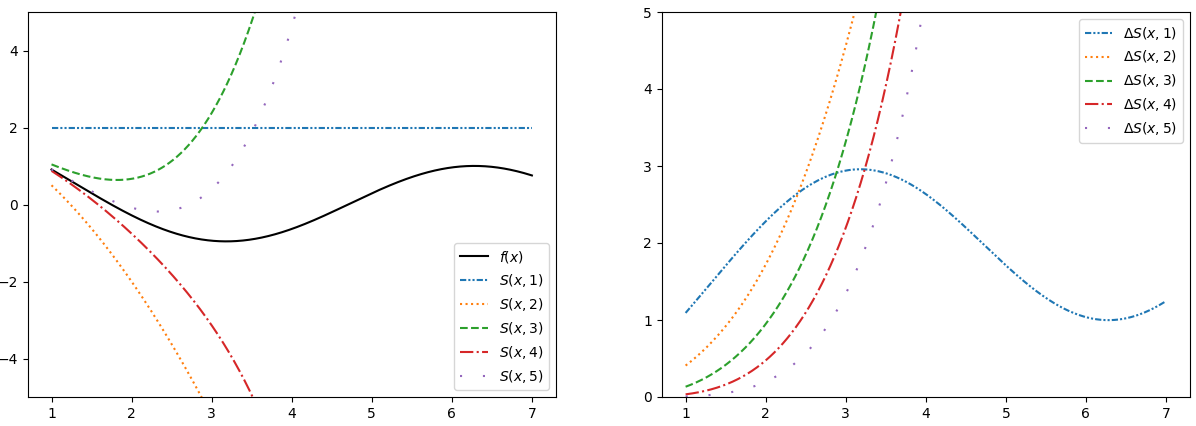 4
2
0
−2
−4
1 2 3 4 5 6 7
f(x)
S(x, 1)
S(x, 2)
S(x, 3)
S(x, 4)
S(x, 5)
5
4
3
2
1
0
1 2 3 4 5 6 7
ΔS(x, 1)
ΔS(x, 2)
ΔS(x, 3)
ΔS(x, 4)
ΔS(x, 5)